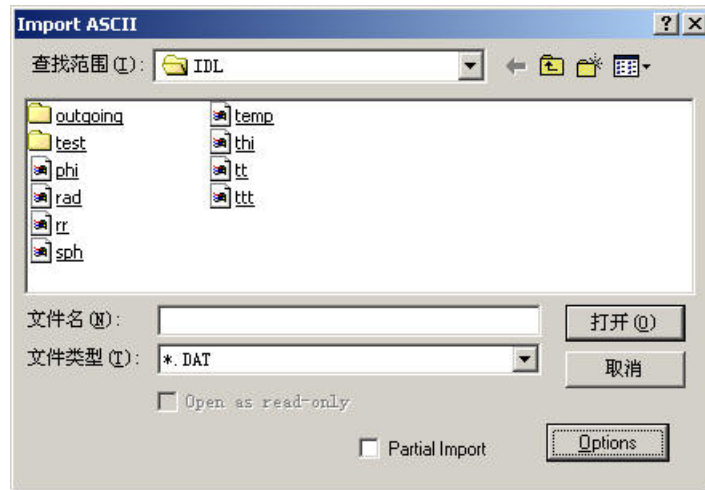 Import ASCII
查找范围(I): IDL
outgoing
test
phi
rad
rr
sph
temp
thi
tt
ttt
文件名(N): 打开(O)
文件类型(T): *.DAT 取消
Open as read-only
Partial Import Options